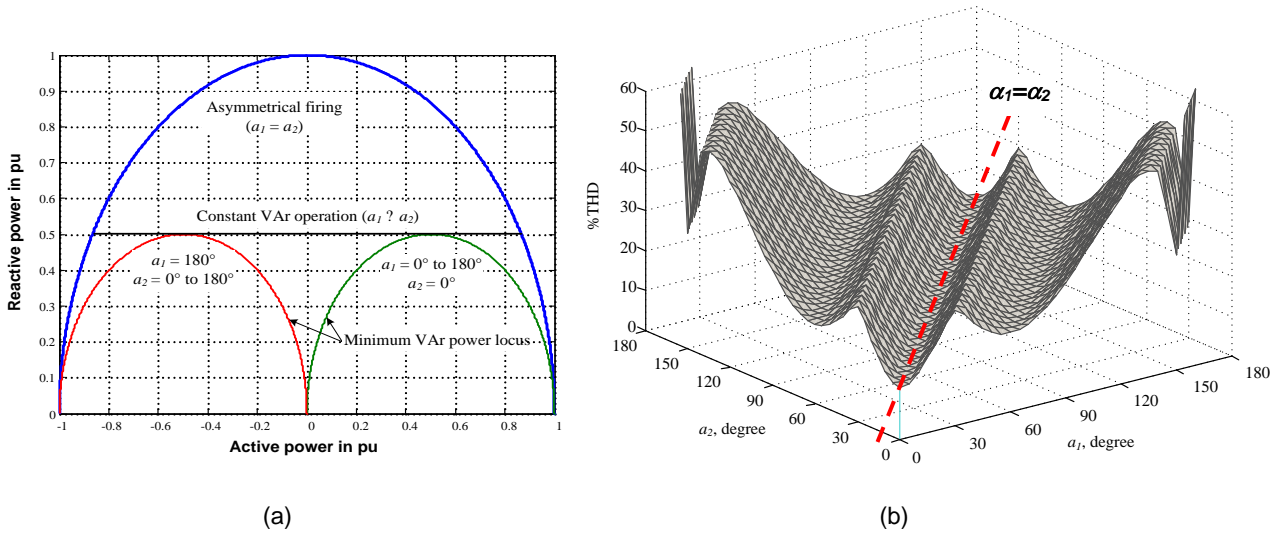 Reactive power in pu
1
0.9
0.8
0.7
0.6
0.5
0.4
0.3
0.2
0.1
0
Asymmetrical firing
(a1 = a2)
Constant VAr operation (a1 ? a2)
a1 = 180°
a2 = 0° to 180°
a1 = 0° to 180°
a2 = 0°
Minimum VAr power locus
-1 -0.8 -0.6 -0.4 -0.2 0 0.2 0.4 0.6 0.8 1
Active power in pu
(a)
α1=α2
%THD
60
50
40
30
20
10
0
180 150 120 90 60 30 0
a2, degree
0 30 60 90 120 150 180
a1, degree
(b)